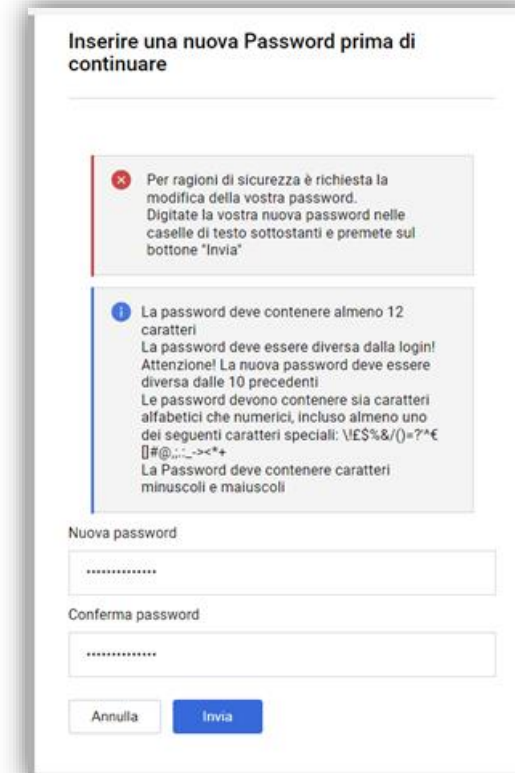 Inserire una nuova Password prima di
continuare
Per ragioni di sicurezza è richiesta la
modifica della vostra password.
Digitate la vostra nuova password nelle
caselle di testo sottostanti e premete sul
bottone "Invia"
La password deve contenere almeno 12
caratteri
La password deve essere diversa dalla login!
Attenzione! La nuova password deve essere
diversa dalle 10 precedenti
Le password devono contenere sia caratteri
alfabetici che numerici, incluso almeno uno
dei seguenti caratteri speciali: \!£$%&/()=?'^€
[]#@,;:._-><*+
La Password deve contenere caratteri
minuscoli e maiuscoli
Nuova password
••••••••••••••
Conferma password
••••••••••••••
Annulla Invia